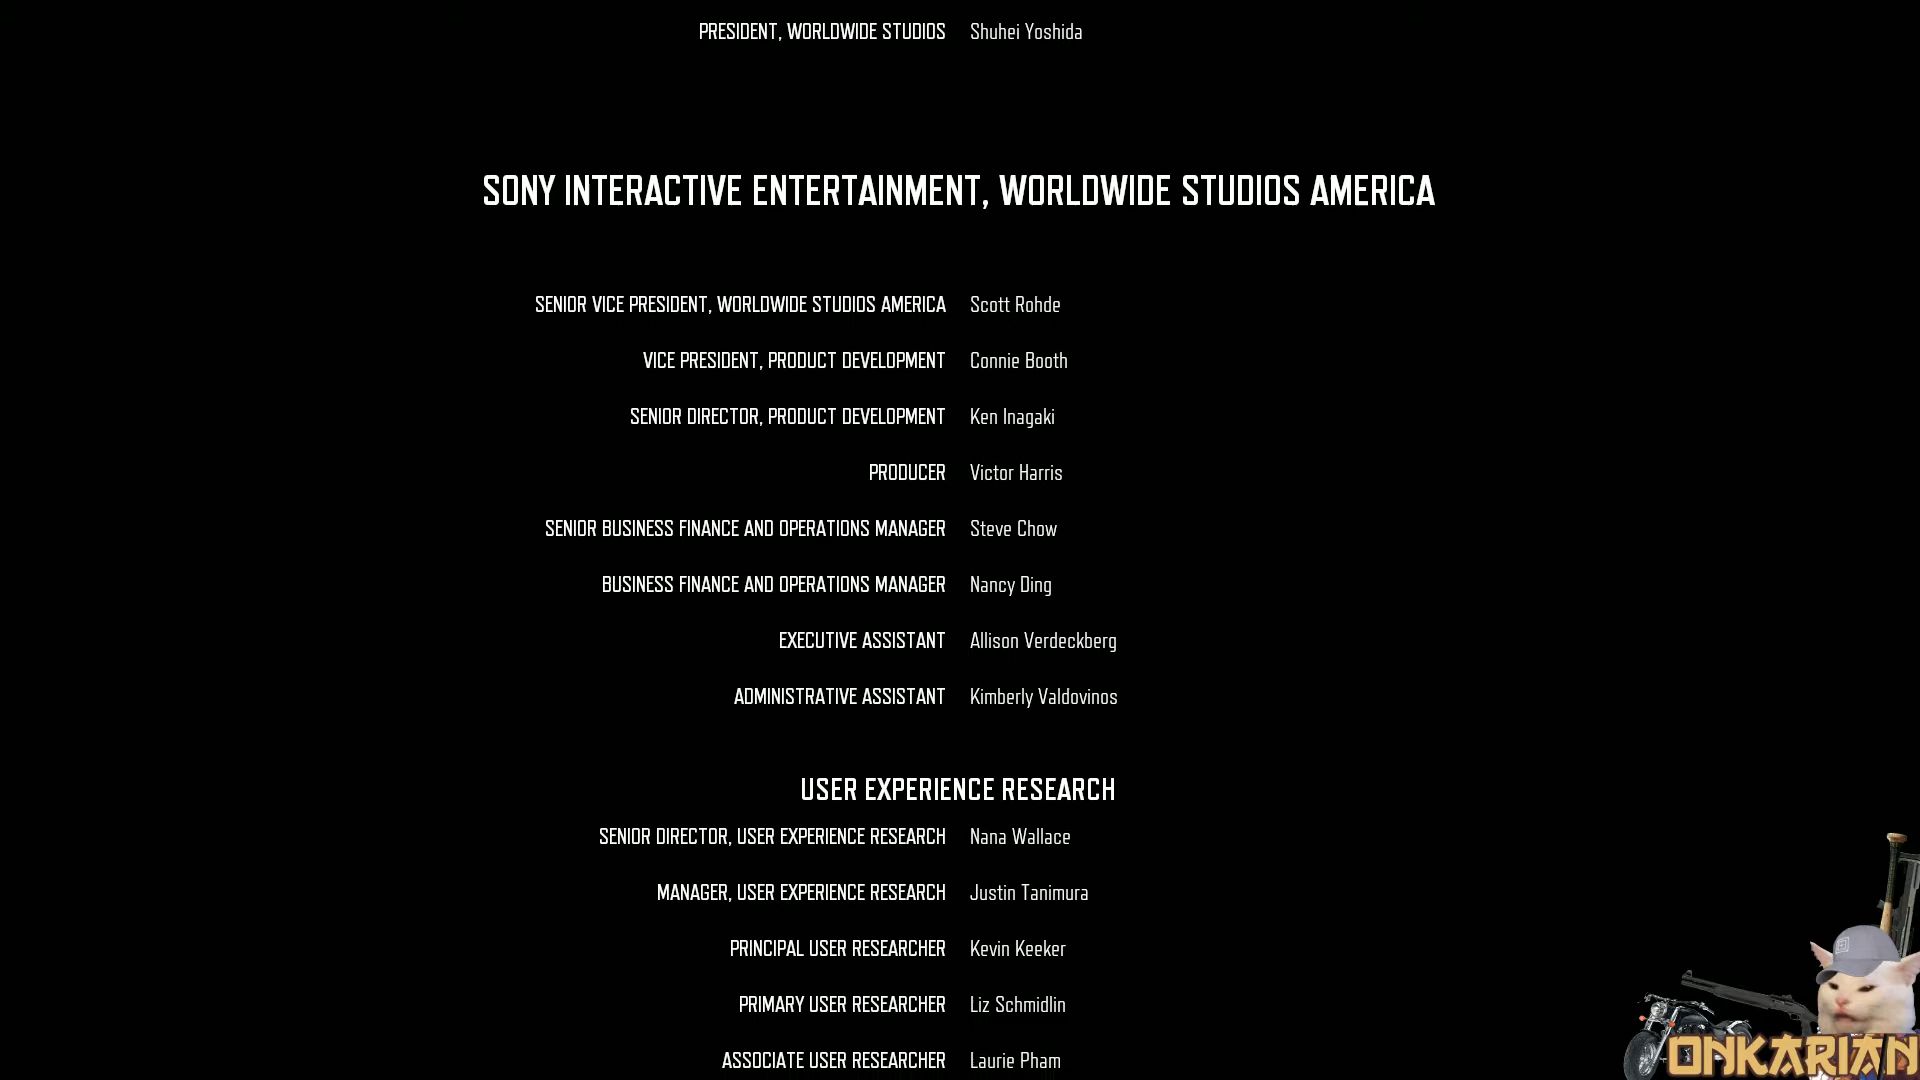 PRESIDENT, WORLDWIDE STUDIOS Shuhei Yoshida
SONY INTERACTIVE ENTERTAINMENT, WORLDWIDE STUDIOS AMERICA
SENIOR VICE PRESIDENT, WORLDWIDE STUDIOS AMERICA Scott Rohde
VICE PRESIDENT, PRODUCT DEVELOPMENT Connie Booth
SENIOR DIRECTOR, PRODUCT DEVELOPMENT Ken Inagaki
PRODUCER Victor Harris
SENIOR BUSINESS FINANCE AND OPERATIONS MANAGER Steve Chow
BUSINESS FINANCE AND OPERATIONS MANAGER Nancy Ding
EXECUTIVE ASSISTANT Allison Verdeckberg
ADMINISTRATIVE ASSISTANT Kimberly Valdovinos
USER EXPERIENCE RESEARCH
SENIOR DIRECTOR, USER EXPERIENCE RESEARCH Nana Wallace
MANAGER, USER EXPERIENCE RESEARCH Justin Tanimura
PRINCIPAL USER RESEARCHER Kevin Keeker
PRIMARY USER RESEARCHER Liz Schmidlin
ASSOCIATE USER RESEARCHER Laurie Pham
ONKARIAN